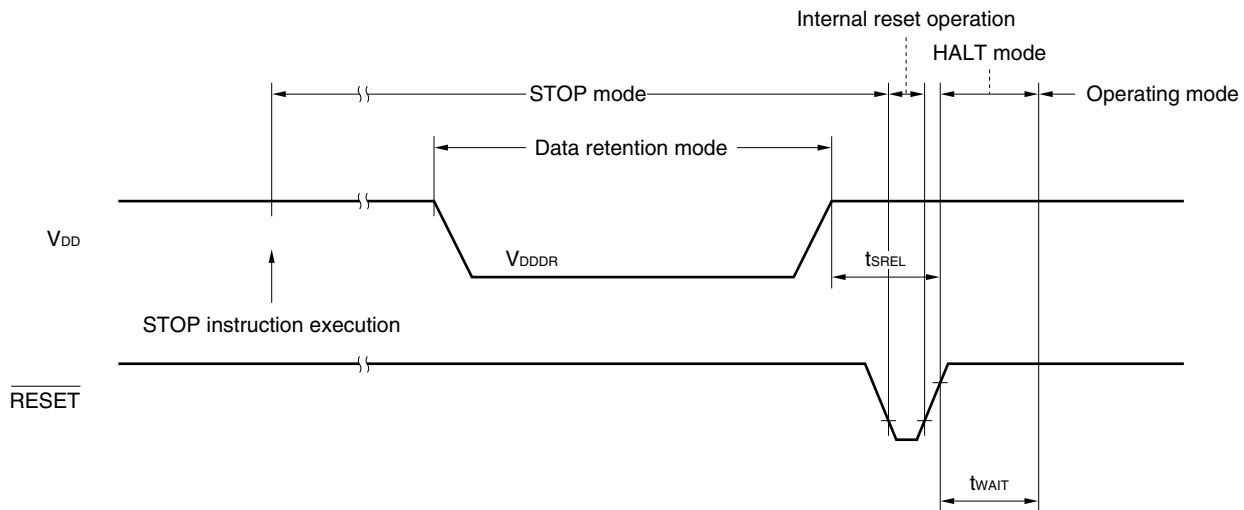 Internal reset operation
HALT mode
STOP mode
Operating mode
Data retention mode
VDD
VDDDR
tSREL
STOP instruction execution
RESET
tWAIT